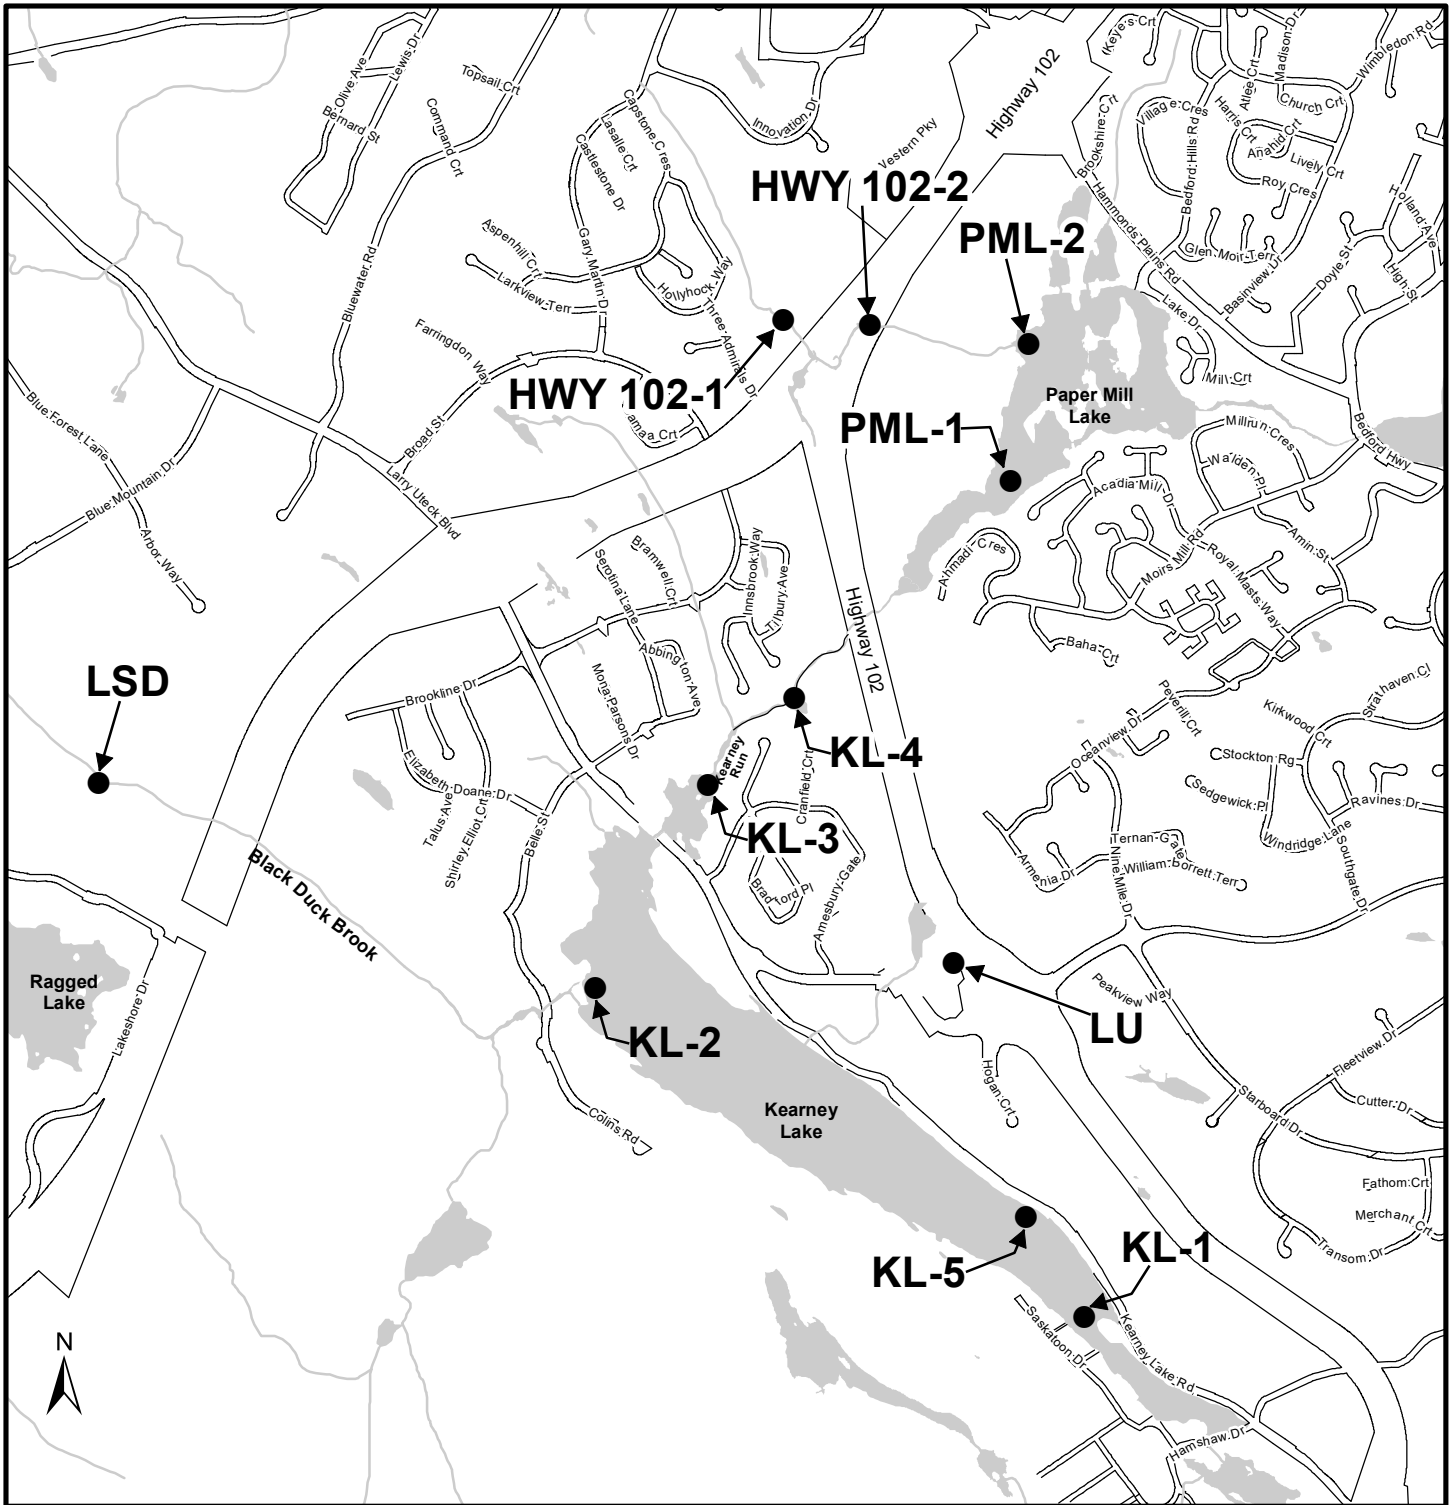 Olive Ave
Lewis Dr
Bernard St
Topsail Crt
Command Crt
Capstone Cres
Lasalle Crt
Castlestone Dr
Innovation Dr
Western Pky
Highway 102
Keyes Crt
Madison Dr
Wimbledon Rd
Atlee Crt
Church Crt
Village Cres
Harris Crt
Anahid Crt
Lively Crt
Roy Cres
Brookshire Crt
Bedford Hills Rd
Hammonds Plains Rd
Holland Ave
Glen Moir Terr
Basinview Dr
Doyle St
High St
HWY 102-2
PML-2
Aspenhill Crt
Larkview Terr
Gary Martin Dr
Hollyhock Way
Three Admirals Dr
Bluewater Rd
Farringdon Way
Lake Dr
Mill Crt
HWY 102-1
Paper Mill
Lake
PML-1
Blue Forest Lane
Blue Mountain Dr
Arbor Way
Broad St
Larry Uteck Blvd
Millrun Cres
Walden Pl
Bedford Hwy
Acadia Mill Dr
Moirs Mill Rd
Royal Masts Way
Amin St
Ahmadi Cres
Baha Crt
Bramwell Crt
Serotina Lane
Innsbrook Way
Tilbury Ave
Highway 102
Abbington Ave
Mona Parsons Dr
Brookline Dr
LSD
Elizabeth Doane Dr
Talus Ave
Shirley Elliot Crt
Belle St
Kearney
Run
KL-4
Cranfield Crt
KL-3
Bradford Pl
Amesbury Gate
Strathaven Cl
Kirkwood Crt
Peverill Crt
Oceanview Dr
Stockton Rg
Sedgewick Pl
Ravines Dr
Windridge Lane
Southgate Dr
Ternan Gate
William Borrett Terr
Nine Mile Dr
Armenia Dr
Black Duck Brook
Ragged
Lake
Lakeshore Dr
KL-2
Colins Rd
LU
Peakview Way
Hogan Crt
Fleetview Dr
Starboard Dr
Cutter Dr
Fathom Crt
Merchant Crt
Transom Dr
Kearney
Lake
KL-5
KL-1
Saskatoon Dr
Kearney Lake Rd
Hamshaw Dr
N